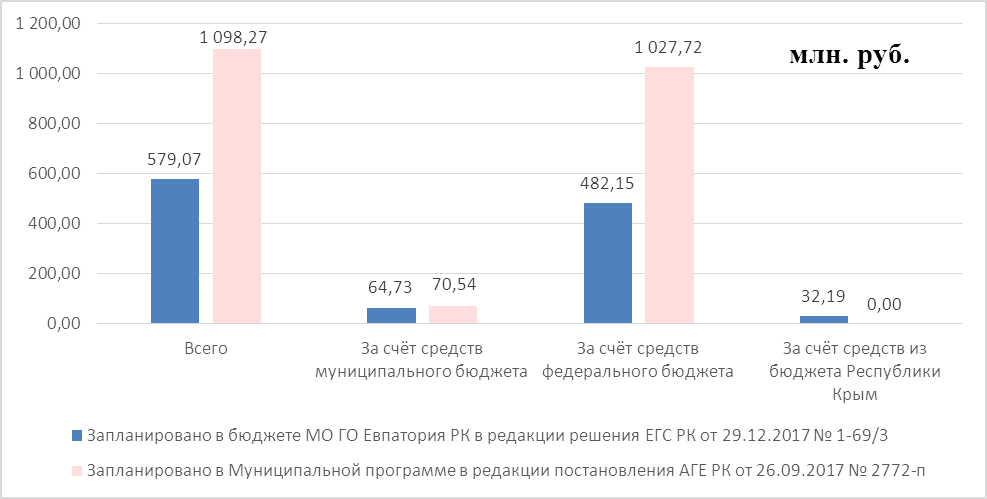 1 200,00
1 000,00
800,00
600,00
400,00
200,00
0,00
млн. руб.
579,07
1 098,27
64,73
70,54
482,15
1 027,72
32,19
0,00
Всего
За счёт средств
муниципального бюджета
За счёт средств
федерального бюджета
За счёт средств из
бюджета Республики
Крым
Запланировано в бюджете МО ГО Евпатория РК в редакции решения ЕГС РК от 29.12.2017 № 1-69/3
Запланировано в Муниципальной программе в редакции постановления АГЕ РК от 26.09.2017 № 2772-п